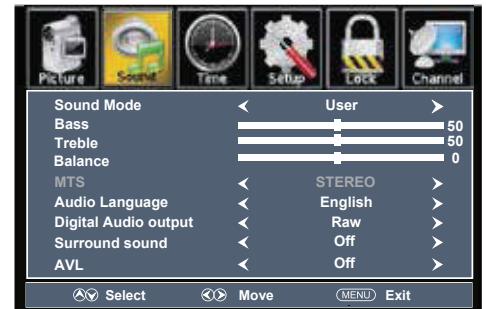 Picture Sound Time Setup Lock Channel
Sound Mode User
Bass 50
Treble 50
Balance 0
MTS STEREO
Audio Language English
Digital Audio output Raw
Surround sound Off
AVL Off
Select Move MENU Exit